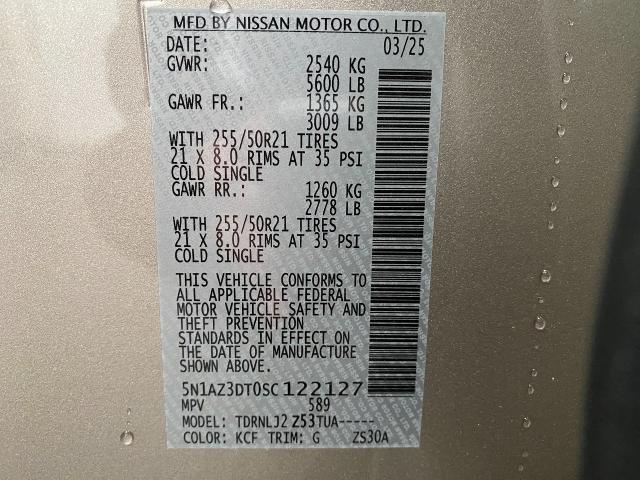 MFD BY NISSAN MOTOR CO., LTD.
DATE: 03/25
GVWR: 2540 KG
5600 LB
GAWR FR.: 1365 KG
3009 LB
WITH 255/50R21 TIRES
21 X 8.0 RIMS AT 35 PSI
COLD SINGLE
GAWR RR.: 1260 KG
2778 LB
WITH 255/50R21 TIRES
21 X 8.0 RIMS AT 35 PSI
COLD SINGLE
THIS VEHICLE CONFORMS TO
ALL APPLICABLE FEDERAL
MOTOR VEHICLE SAFETY AND
THEFT PREVENTION
STANDARDS IN EFFECT ON
THE DATE OF MANUFACTURE
SHOWN ABOVE.
5N1AZ3DT0SC122127
MPV 589
MODEL: TDRNLJ2 Z53TUA-----
COLOR: KCF TRIM: G ZS30A